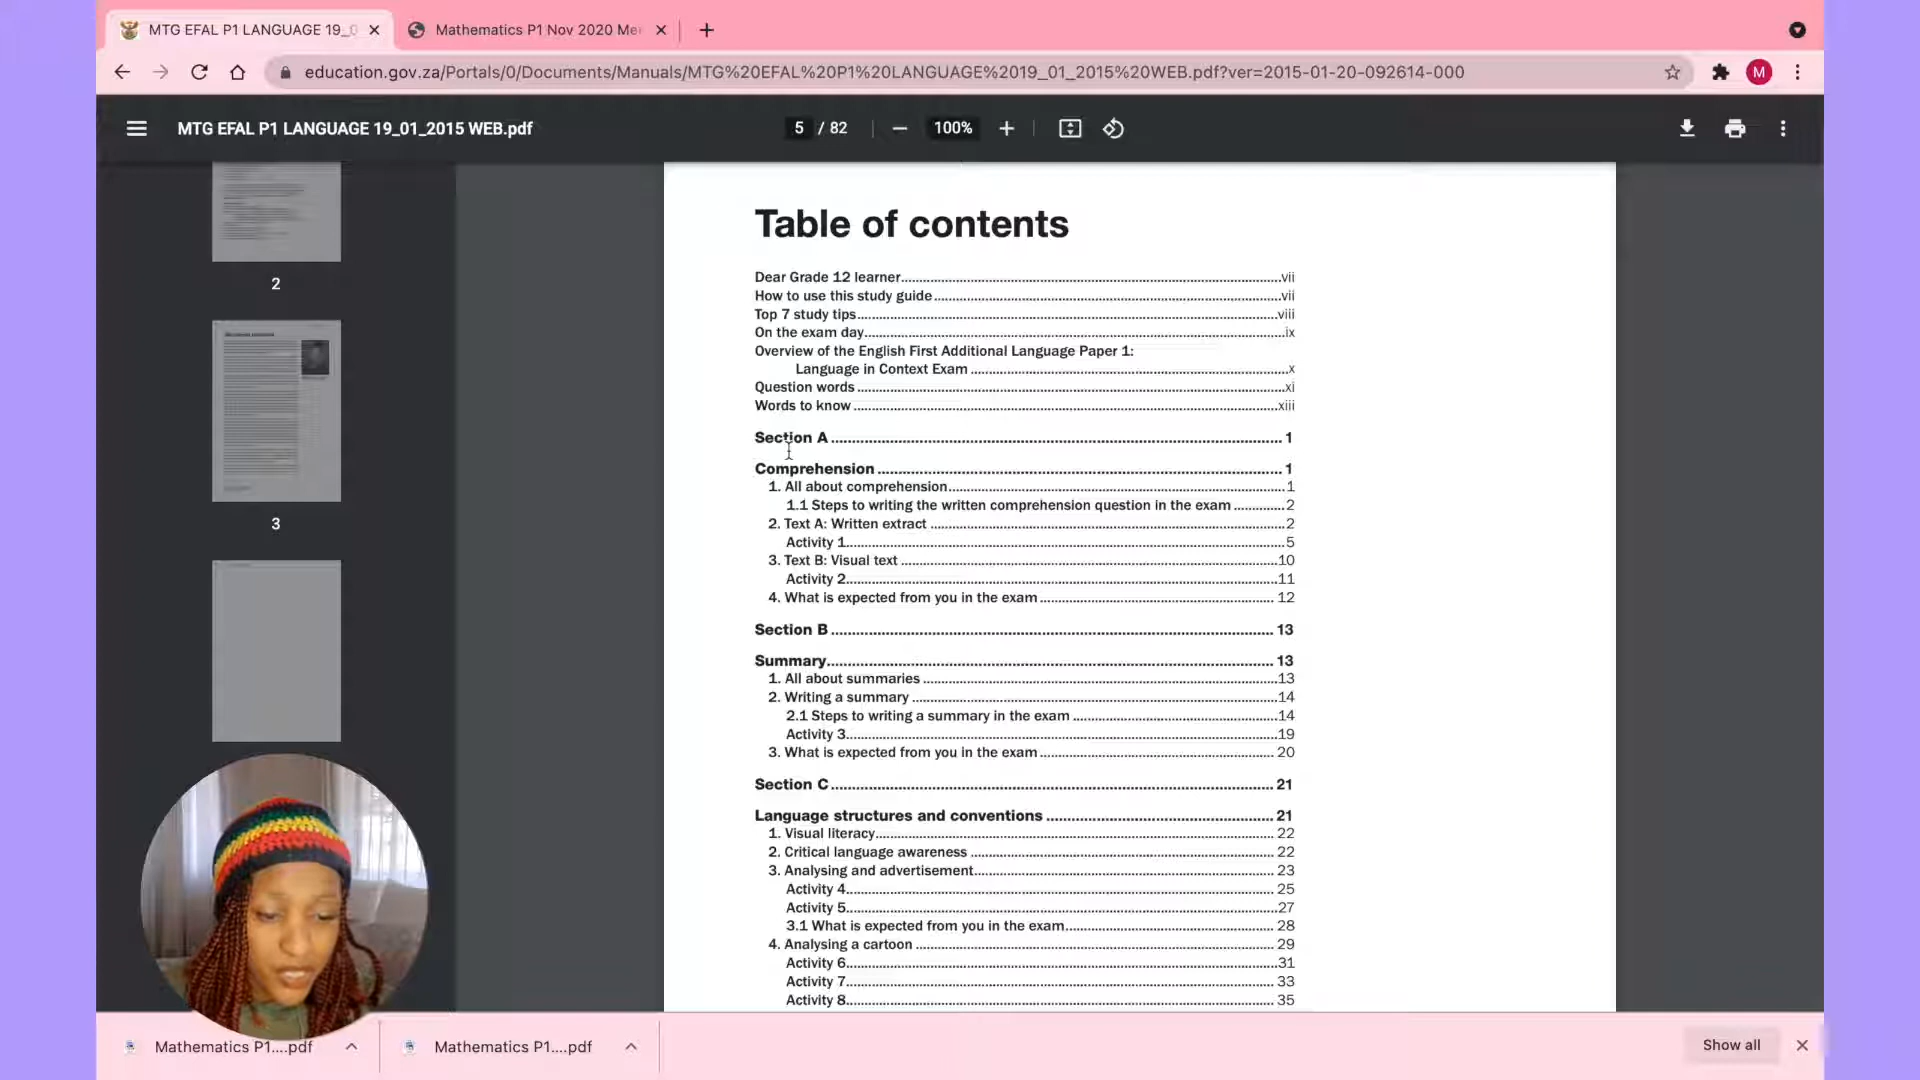 MTG EFAL P1 LANGUAGE 19_0
Mathematics P1 Nov 2020 Me
education.gov.za/Portals/0/Documents/Manuals/MTG%20EFAL%20P1%20LANGUAGE%2019_01_2015%20WEB.pdf?ver=2015-01-20-092614-000
M
MTG EFAL P1 LANGUAGE 19_01_2015 WEB.pdf
5 / 82
100%
2
3
Table of contents
Dear Grade 12 learner vii
How to use this study guide vii
Top 7 study tips viii
On the exam day ix
Overview of the English First Additional Language Paper 1:
Language in Context Exam x
Question words xi
Words to know xiii
Section A 1
Comprehension 1
1. All about comprehension 1
1.1 Steps to writing the written comprehension question in the exam 2
2. Text A: Written extract 2
Activity 1 5
3. Text B: Visual text 10
Activity 2 11
4. What is expected from you in the exam 12
Section B 13
Summary 13
1. All about summaries 13
2. Writing a summary 14
2.1 Steps to writing a summary in the exam 14
Activity 3 19
3. What is expected from you in the exam 20
Section C 21
Language structures and conventions 21
1. Visual literacy 22
2. Critical language awareness 22
3. Analysing and advertisement 23
Activity 4 25
Activity 5 27
3.1 What is expected from you in the exam 28
4. Analysing a cartoon 29
Activity 6 31
Activity 7 33
Activity 8 35
Mathematics P1....pdf
Mathematics P1....pdf
Show all